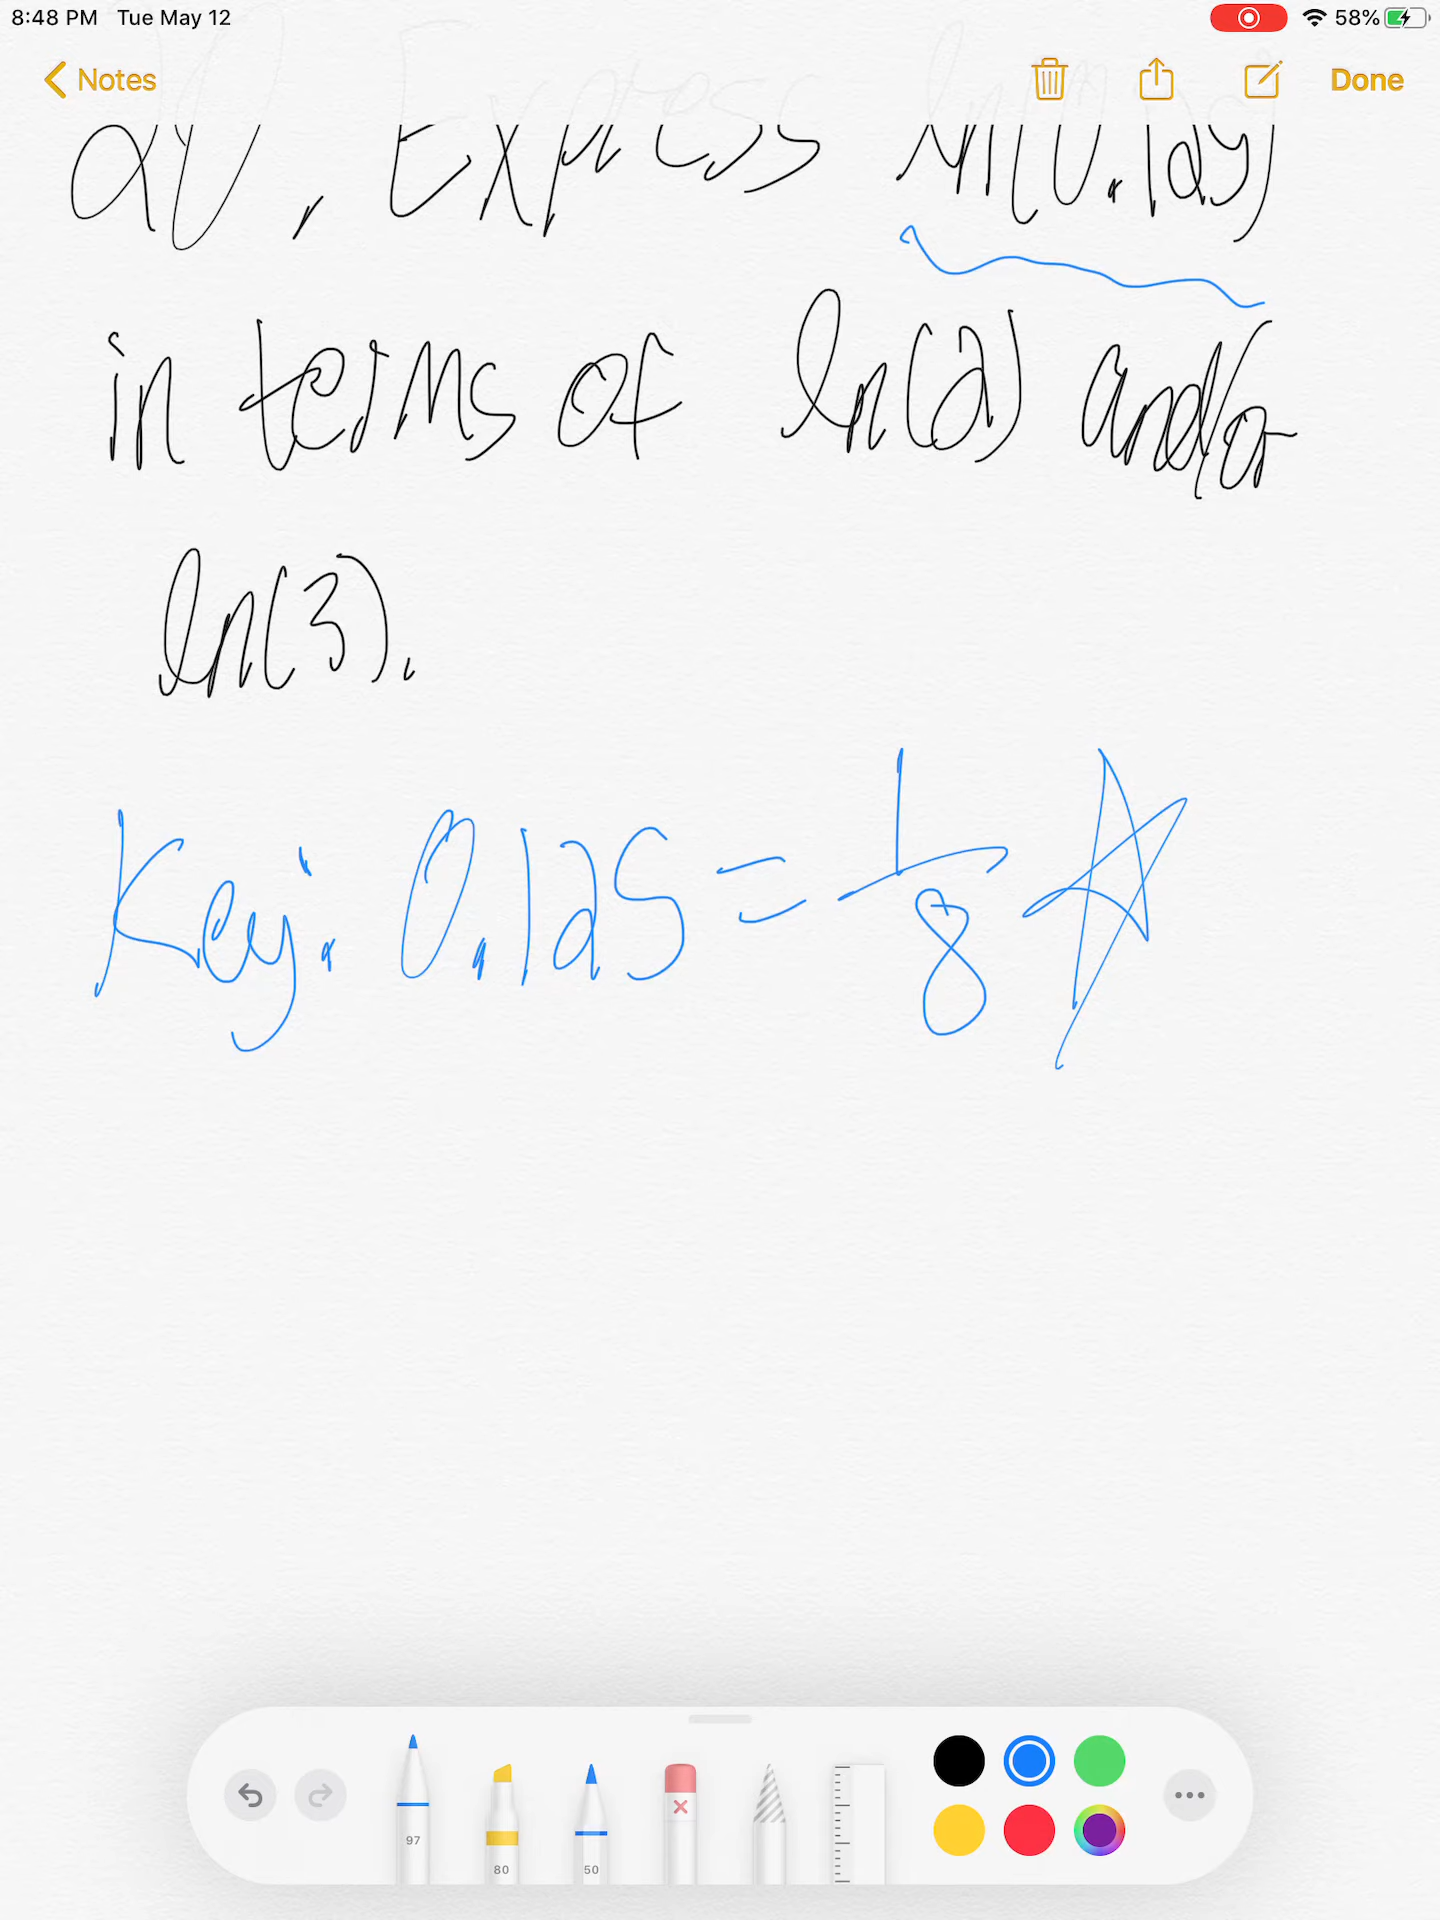 8:48 PM Tue May 12
58%
Notes
Done
20. Express ln(0.125)
in terms of ln(2) and/or
ln(3).
Key: 0.125 = 1/8
97
80
50